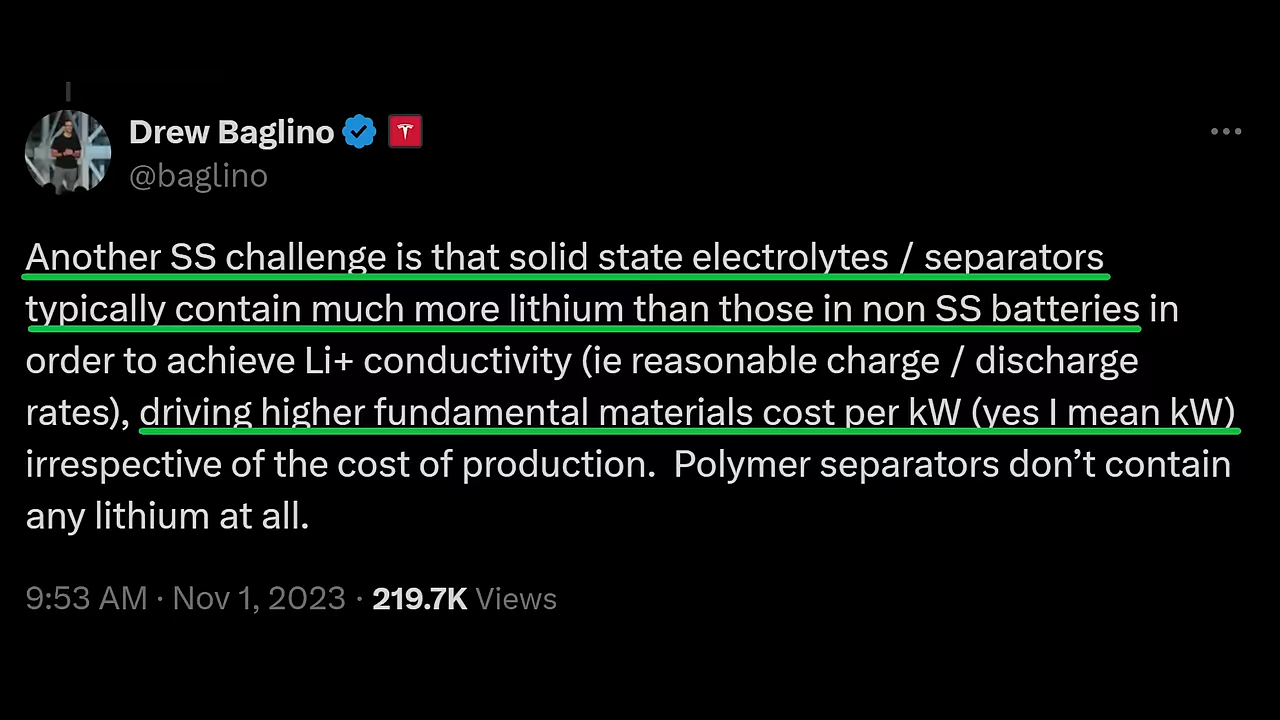 Drew Baglino
@baglino
Another SS challenge is that solid state electrolytes / separators
typically contain much more lithium than those in non SS batteries in
order to achieve Li+ conductivity (ie reasonable charge / discharge
rates), driving higher fundamental materials cost per kW (yes I mean kW)
irrespective of the cost of production.  Polymer separators don’t contain
any lithium at all.
9:53 AM · Nov 1, 2023 · 219.7K Views